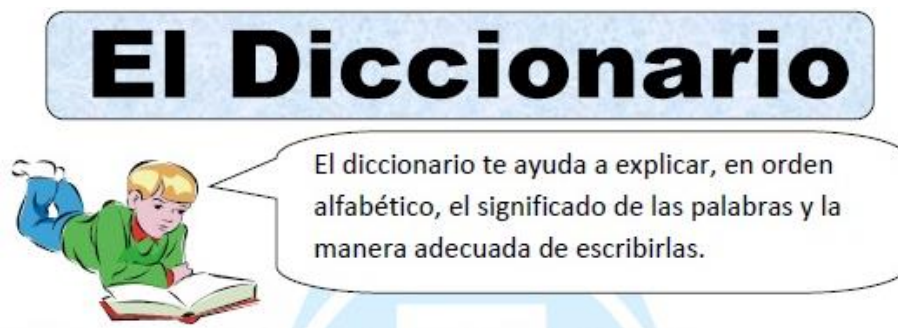 El Diccionario
El diccionario te ayuda a explicar, en orden
alfabético, el significado de las palabras y la
manera adecuada de escribirlas.